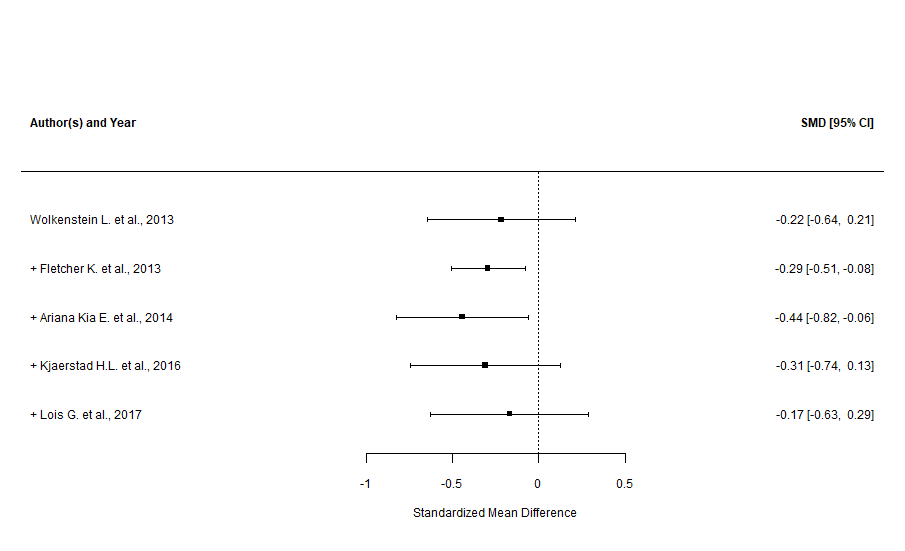 Author(s) and Year SMD [95% CI]
Wolkenstein L. et al., 2013 -0.22 [-0.64, 0.21]
+ Fletcher K. et al., 2013 -0.29 [-0.51, -0.08]
+ Ariana Kia E. et al., 2014 -0.44 [-0.82, -0.06]
+ Kjaerstad H.L. et al., 2016 -0.31 [-0.74, 0.13]
+ Lois G. et al., 2017 -0.17 [-0.63, 0.29]
-1 -0.5 0 0.5
Standardized Mean Difference